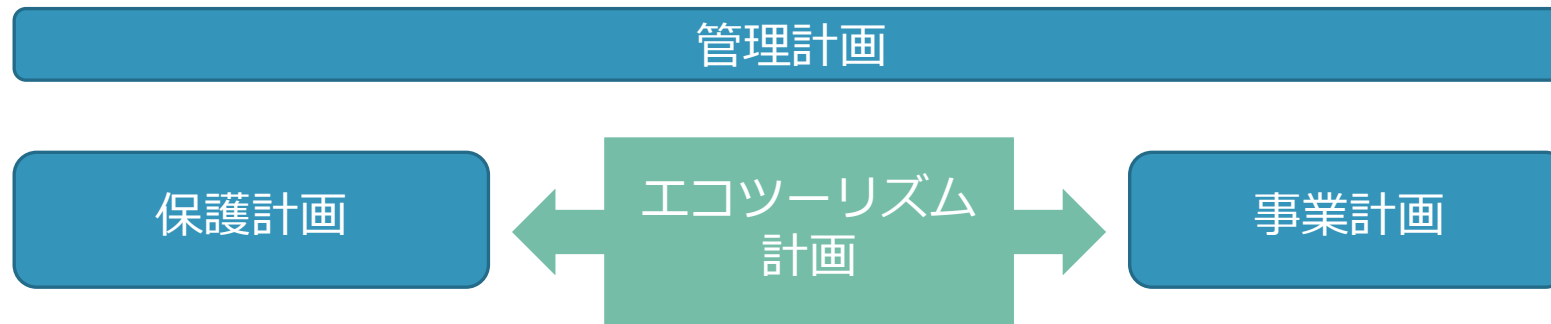 管理計画
保護計画
エコツーリズム
計画
事業計画